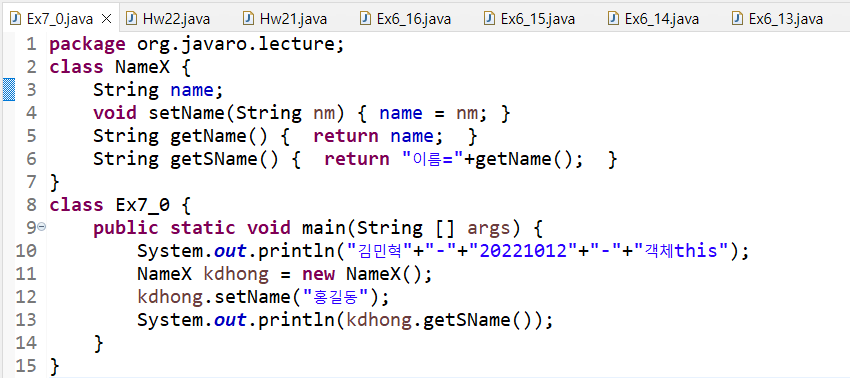 Ex7_0.java Hw22.java Hw21.java Ex6_16.java Ex6_15.java Ex6_14.java Ex6_13.java
1 package org.javaro.lecture;
2 class NameX {
3     String name;
4     void setName(String nm) { name = nm; }
5     String getName() {  return name;  }
6     String getSName() {  return "이름="+getName();  }
7 }
8 class Ex7_0 {
9     public static void main(String [] args) {
10         System.out.println("김민혁"+"-"+"20221012"+"-"+"객체this");
11         NameX kdhong = new NameX();
12         kdhong.setName("홍길동");
13         System.out.println(kdhong.getSName());
14     }
15 }